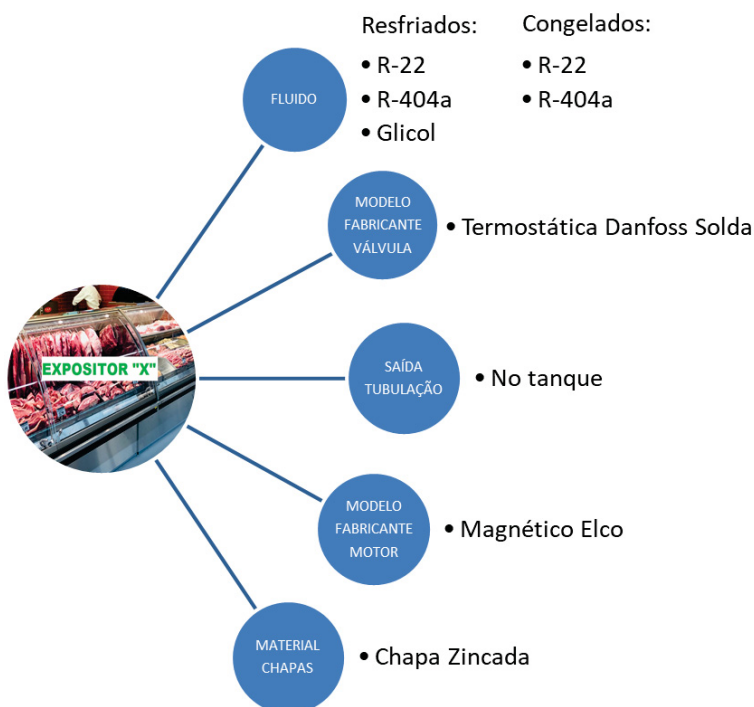 Resfriados:
• R-22
• R-404a
• Glicol
Congelados:
• R-22
• R-404a
FLUIDO
MODELO
FABRICANTE
VÁLVULA
• Termostática Danfoss Solda
EXPOSITOR "X"
SAÍDA
TUBULAÇÃO
• No tanque
MODELO
FABRICANTE
MOTOR
• Magnético Elco
MATERIAL
CHAPAS
• Chapa Zincada